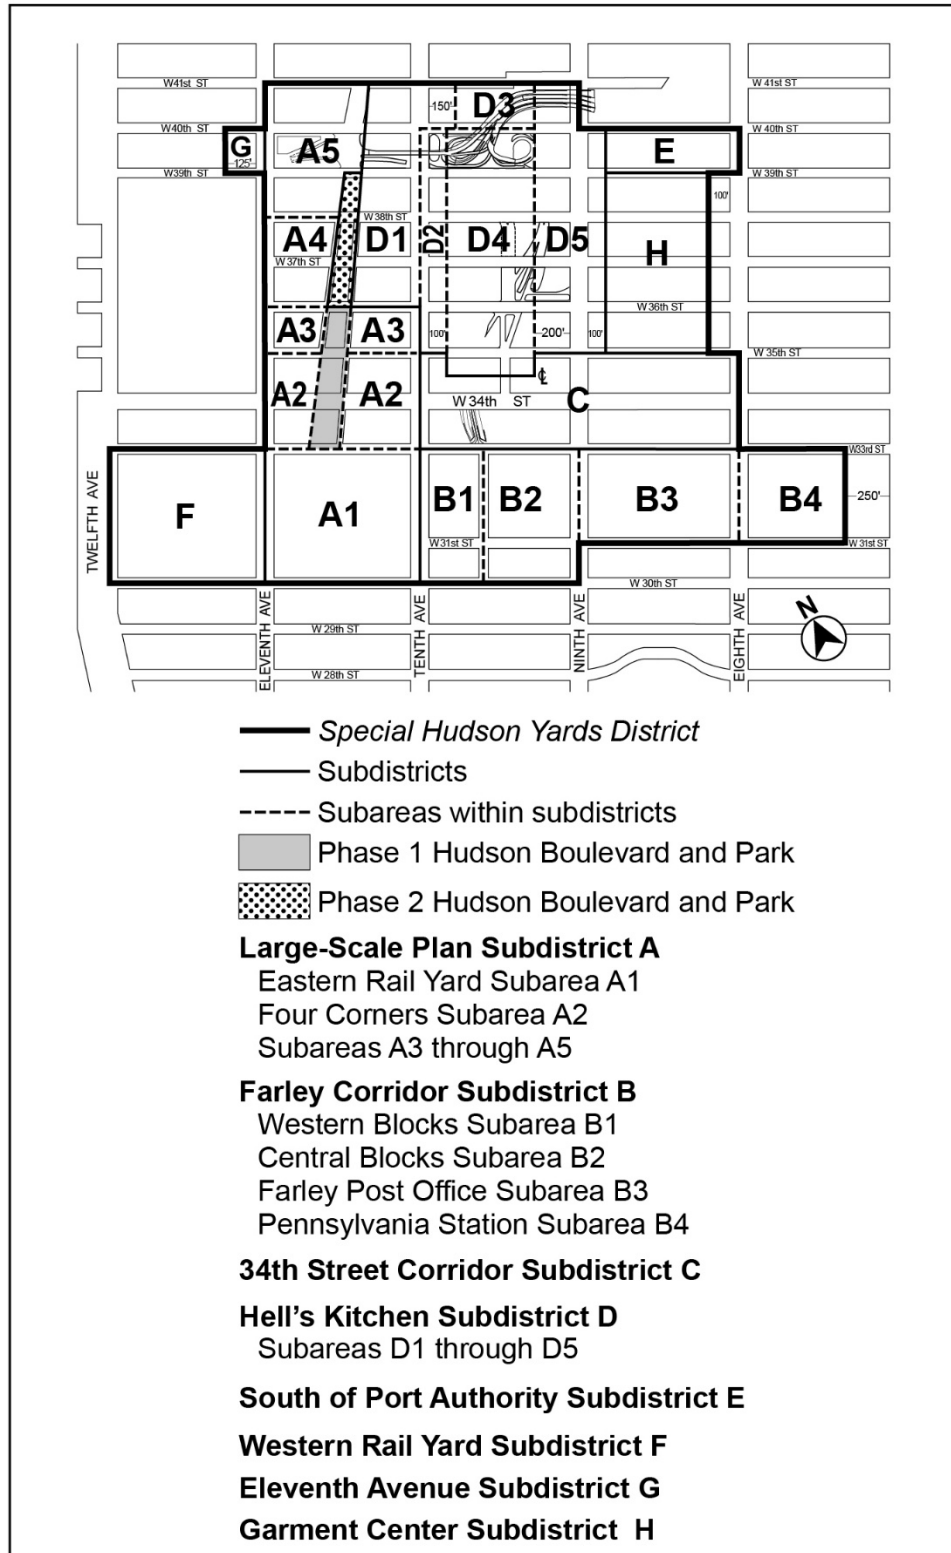 W41st ST
W 41st ST
150'
D3
W40th ST
W 40th ST
G
125'
A5
E
W39th ST
W 39th ST
100'
W 38th ST
A4
D1
D2
D4
D5
H
W 37th ST
W 36th ST
A3
A3
100'
200'
100'
W 35th ST
A2
A2
℄
W 34th ST
C
W33rd ST
TWELFTH AVE
F
A1
B1
B2
B3
B4
250'
W 31st ST
W 31st ST
W 30th ST
ELEVENTH AVE
TENTH AVE
NINTH AVE
EIGHTH AVE
N
W 29th ST
W 28th ST
Special Hudson Yards District
Subdistricts
Subareas within subdistricts
Phase 1 Hudson Boulevard and Park
Phase 2 Hudson Boulevard and Park
Large-Scale Plan Subdistrict A
Eastern Rail Yard Subarea A1
Four Corners Subarea A2
Subareas A3 through A5
Farley Corridor Subdistrict B
Western Blocks Subarea B1
Central Blocks Subarea B2
Farley Post Office Subarea B3
Pennsylvania Station Subarea B4
34th Street Corridor Subdistrict C
Hell's Kitchen Subdistrict D
Subareas D1 through D5
South of Port Authority Subdistrict E
Western Rail Yard Subdistrict F
Eleventh Avenue Subdistrict G
Garment Center Subdistrict H